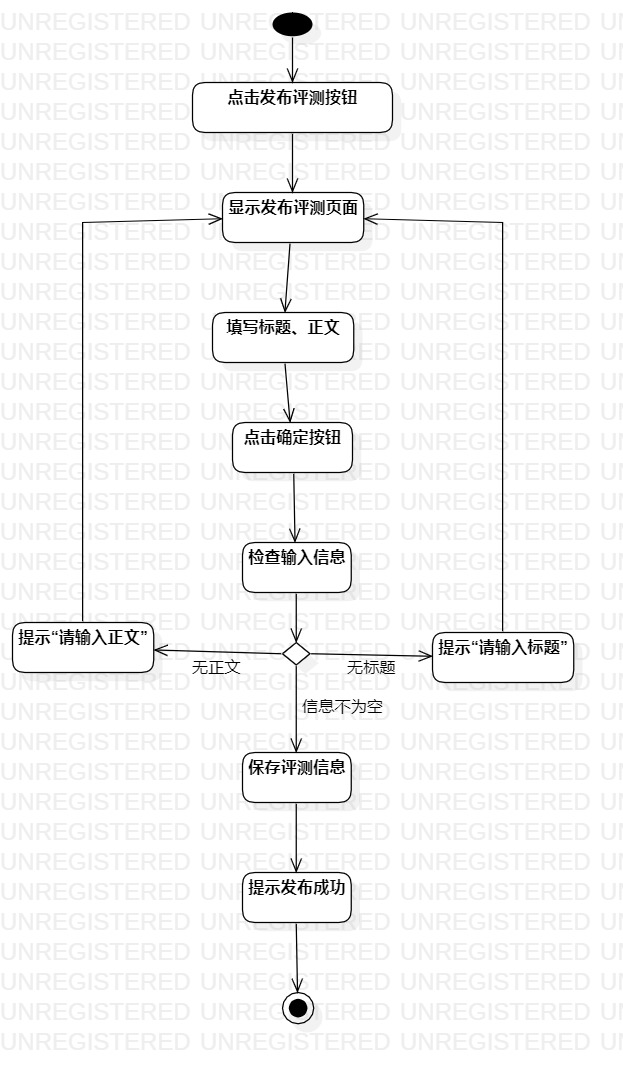 点击发布评测按钮
显示发布评测页面
填写标题、正文
点击确定按钮
检查输入信息
提示“请输入正文”
提示“请输入标题”
无正文
无标题
信息不为空
保存评测信息
提示发布成功
UNREGISTERED